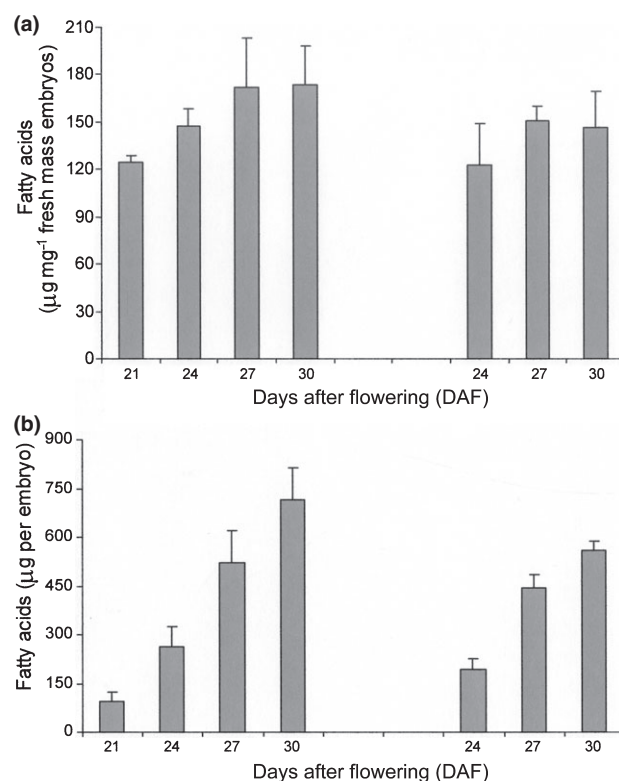 (a)
Fatty acids
(μg mg⁻¹ fresh mass embryos)
210
180
150
120
90
60
30
0
21 24 27 30 24 27 30
Days after flowering (DAF)
(b)
Fatty acids (μg per embryo)
900
750
600
450
300
150
0
21 24 27 30 24 27 30
Days after flowering (DAF)